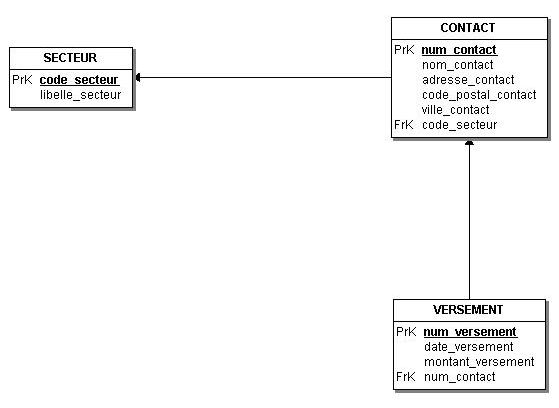 SECTEUR
PrK code_secteur
libelle_secteur
CONTACT
PrK num_contact
nom_contact
adresse_contact
code_postal_contact
ville_contact
FrK code_secteur
VERSEMENT
PrK num_versement
date_versement
montant_versement
FrK num_contact